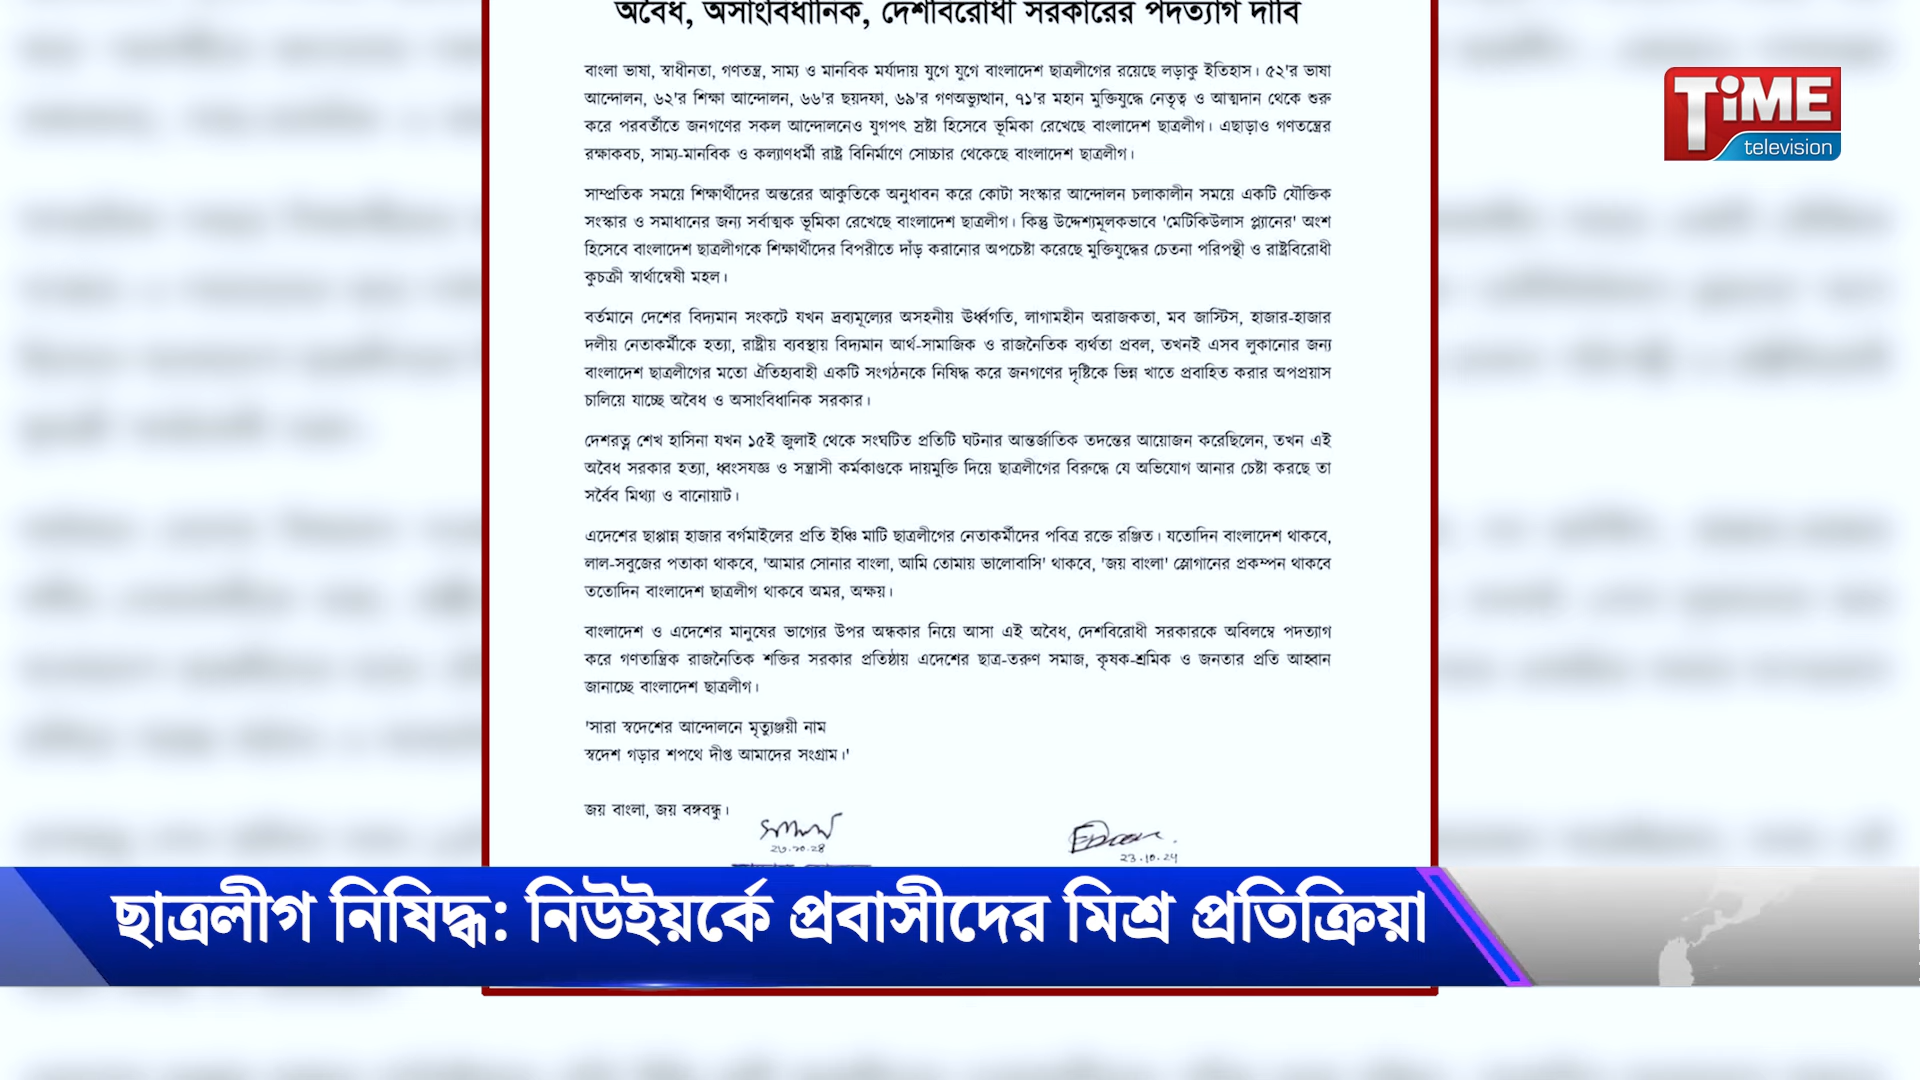 অবৈধ, অসাংবিধানিক, দেশবিরোধী সরকারের পদত্যাগ দাবি
বাংলা ভাষা, স্বাধীনতা, গণতন্ত্র, সাম্য ও মানবিক মর্যাদায় যুগে যুগে বাংলাদেশ ছাত্রলীগের রয়েছে লড়াকু ইতিহাস। ৫২'র ভাষা
আন্দোলন, ৬২'র শিক্ষা আন্দোলন, ৬৬'র ছয়দফা, ৬৯'র গণঅভ্যুত্থান, ৭১'র মহান মুক্তিযুদ্ধে নেতৃত্ব ও আত্মদান থেকে শুরু
করে পরবর্তীতে জনগণের সকল আন্দোলনেও যুগপৎ স্রষ্টা হিসেবে ভূমিকা রেখেছে বাংলাদেশ ছাত্রলীগ। এছাড়াও গণতন্ত্রের
রক্ষাকবচ, সাম্য-মানবিক ও কল্যাণধর্মী রাষ্ট্র বিনির্মাণে সোচ্চার থেকেছে বাংলাদেশ ছাত্রলীগ।
সাম্প্রতিক সময়ে শিক্ষার্থীদের অন্তরের আকুতিকে অনুধাবন করে কোটা সংস্কার আন্দোলন চলাকালীন সময়ে একটি যৌক্তিক
সংস্কার ও সমাধানের জন্য সর্বাত্মক ভূমিকা রেখেছে বাংলাদেশ ছাত্রলীগ। কিন্তু উদ্দেশ্যমূলকভাবে 'মেটিকিউলাস প্ল্যানের' অংশ
হিসেবে বাংলাদেশ ছাত্রলীগকে শিক্ষার্থীদের বিপরীতে দাঁড় করানোর অপচেষ্টা করেছে মুক্তিযুদ্ধের চেতনা পরিপন্থী ও রাষ্ট্রবিরোধী
কুচক্রী স্বার্থান্বেষী মহল।
বর্তমানে দেশের বিদ্যমান সংকটে যখন দ্রব্যমূল্যের অসহনীয় ঊর্ধ্বগতি, লাগামহীন অরাজকতা, মব জাস্টিস, হাজার-হাজার
দলীয় নেতাকর্মীকে হত্যা, রাষ্ট্রীয় ব্যবস্থায় বিদ্যমান আর্থ-সামাজিক ও রাজনৈতিক ব্যর্থতা প্রবল, তখনই এসব লুকানোর জন্য
বাংলাদেশ ছাত্রলীগের মতো ঐতিহ্যবাহী একটি সংগঠনকে নিষিদ্ধ করে জনগণের দৃষ্টিকে ভিন্ন খাতে প্রবাহিত করার অপপ্রয়াস
চালিয়ে যাচ্ছে অবৈধ ও অসাংবিধানিক সরকার।
দেশরত্ন শেখ হাসিনা যখন ১৫ই জুলাই থেকে সংঘটিত প্রতিটি ঘটনার আন্তর্জাতিক তদন্তের আয়োজন করেছিলেন, তখন এই
অবৈধ সরকার হত্যা, ধ্বংসযজ্ঞ ও সন্ত্রাসী কর্মকাণ্ডকে দায়মুক্তি দিয়ে ছাত্রলীগের বিরুদ্ধে যে অভিযোগ আনার চেষ্টা করছে তা
সর্বৈব মিথ্যা ও বানোয়াট।
এদেশের ছাপ্পান্ন হাজার বর্গমাইলের প্রতি ইঞ্চি মাটি ছাত্রলীগের নেতাকর্মীদের পবিত্র রক্তে রঞ্জিত। যতোদিন বাংলাদেশ থাকবে,
লাল-সবুজের পতাকা থাকবে, 'আমার সোনার বাংলা, আমি তোমায় ভালোবাসি' থাকবে, 'জয় বাংলা' স্লোগানের প্রকম্পন থাকবে
ততোদিন বাংলাদেশ ছাত্রলীগ থাকবে অমর, অক্ষয়।
বাংলাদেশ ও এদেশের মানুষের ভাগ্যের উপর অন্ধকার নিয়ে আসা এই অবৈধ, দেশবিরোধী সরকারকে অবিলম্বে পদত্যাগ
করে গণতান্ত্রিক রাজনৈতিক শক্তির সরকার প্রতিষ্ঠায় এদেশের ছাত্র-তরুণ সমাজ, কৃষক-শ্রমিক ও জনতার প্রতি আহ্বান
জানাচ্ছে বাংলাদেশ ছাত্রলীগ।
'সারা স্বদেশের আন্দোলনে মৃত্যুঞ্জয়ী নাম
স্বদেশ গড়ার শপথে দীপ্ত আমাদের সংগ্রাম।'
জয় বাংলা, জয় বঙ্গবন্ধু।
২৩.১০.২৪
23.10.24
ছাত্রলীগ নিষিদ্ধ: নিউইয়র্কে প্রবাসীদের মিশ্র প্রতিক্রিয়া
TiME
television